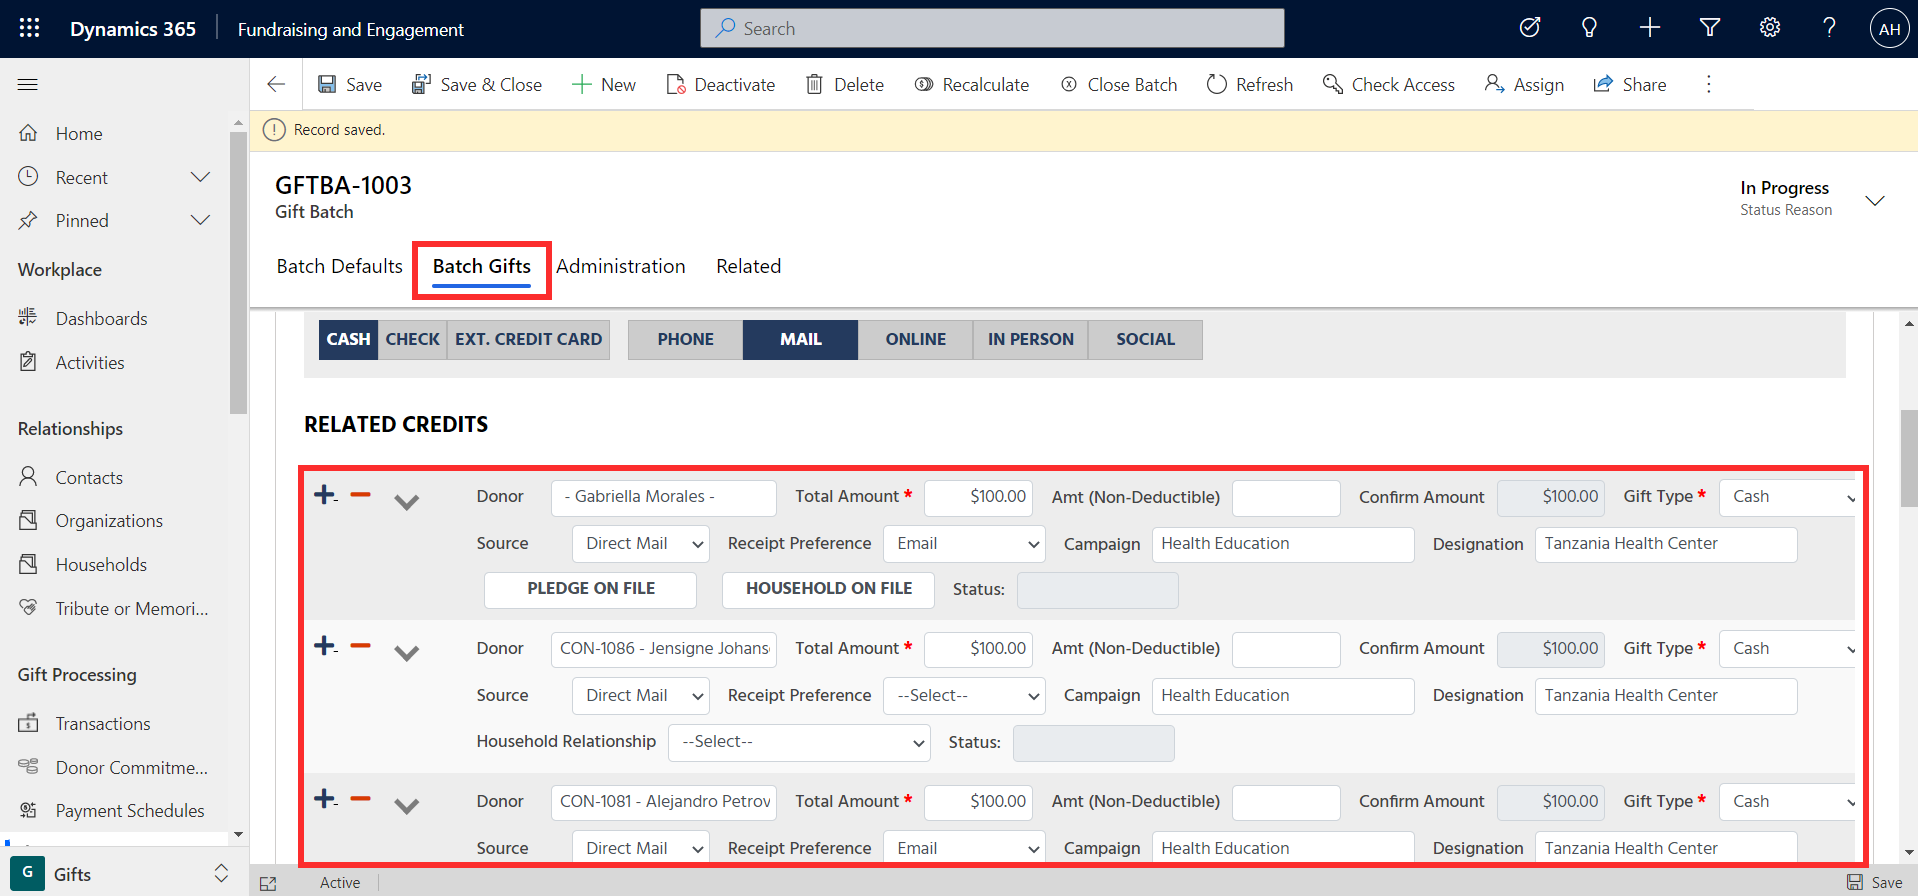 Dynamics 365 Fundraising and Engagement Search AH
Save Save & Close New Deactivate Delete Recalculate Close Batch Refresh Check Access Assign Share
Record saved.
Home
Recent
Pinned
Workplace
Dashboards
Activities
Relationships
Contacts
Organizations
Households
Tribute or Memori...
Gift Processing
Transactions
Donor Commitme...
Payment Schedules
G Gifts
GFTBA-1003
Gift Batch
In Progress
Status Reason
Batch Defaults Batch Gifts Administration Related
CASH CHECK EXT. CREDIT CARD PHONE MAIL ONLINE IN PERSON SOCIAL
RELATED CREDITS
Donor - Gabriella Morales - Total Amount * $100.00 Amt (Non-Deductible) Confirm Amount $100.00 Gift Type * Cash
Source Direct Mail Receipt Preference Email Campaign Health Education Designation Tanzania Health Center
PLEDGE ON FILE HOUSEHOLD ON FILE Status:
Donor CON-1086 - Jensigne Johans Total Amount * $100.00 Amt (Non-Deductible) Confirm Amount $100.00 Gift Type * Cash
Source Direct Mail Receipt Preference --Select-- Campaign Health Education Designation Tanzania Health Center
Household Relationship --Select-- Status:
Donor CON-1081 - Alejandro Petrov Total Amount * $100.00 Amt (Non-Deductible) Confirm Amount $100.00 Gift Type * Cash
Source Direct Mail Receipt Preference Email Campaign Health Education Designation Tanzania Health Center
Active Save